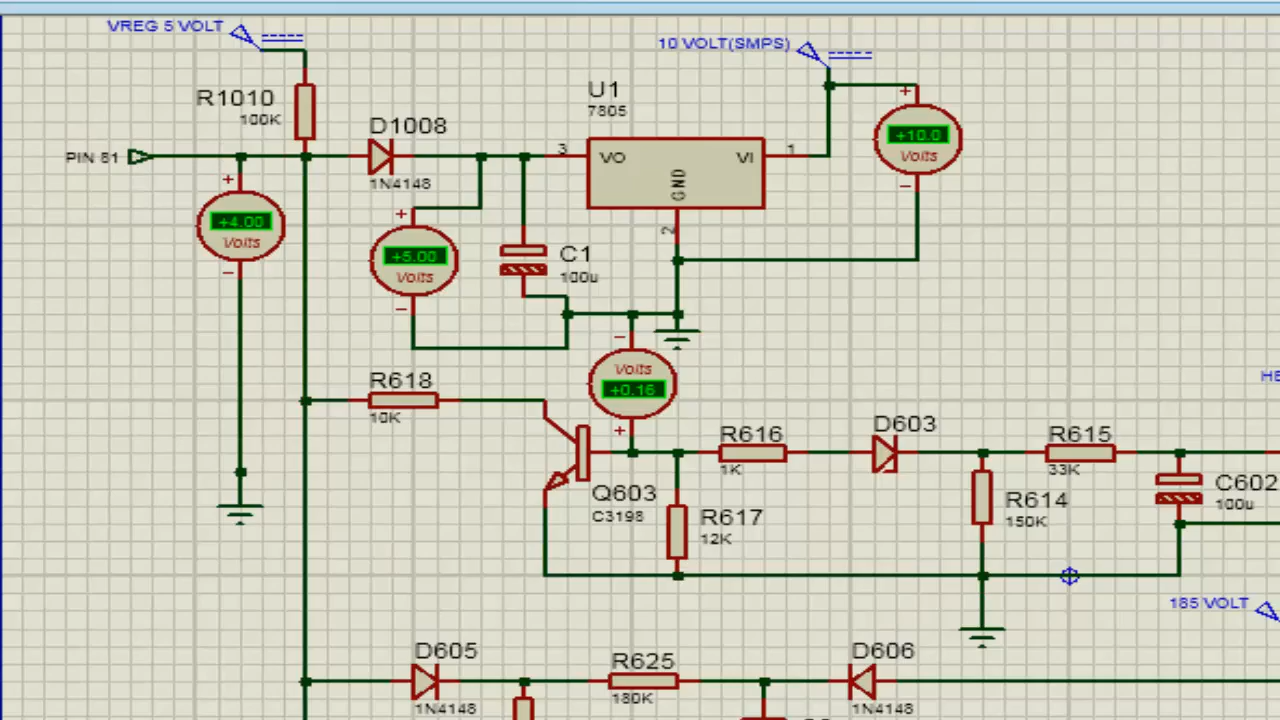 VREG 5 VOLT
10 VOLT(SMPS)
R1010
100K
U1
7805
+10.0
Volts
PIN 81
D1008
1N4148
3
VO
VI
1
GND
2
+4.00
Volts
+5.00
Volts
C1
100u
Volts
+0.16
R618
10K
Q603
C3198
R616
1K
D603
R615
33K
R617
12K
R614
150K
C602
100u
185 VOLT
D605
1N4148
R625
180K
D606
1N4148